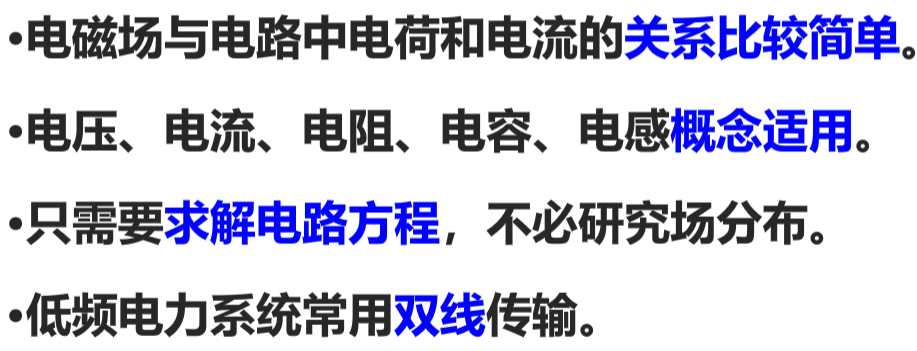 •电磁场与电路中电荷和电流的关系比较简单。
•电压、电流、电阻、电容、电感概念适用。
•只需要求解电路方程，不必研究场分布。
•低频电力系统常用双线传输。